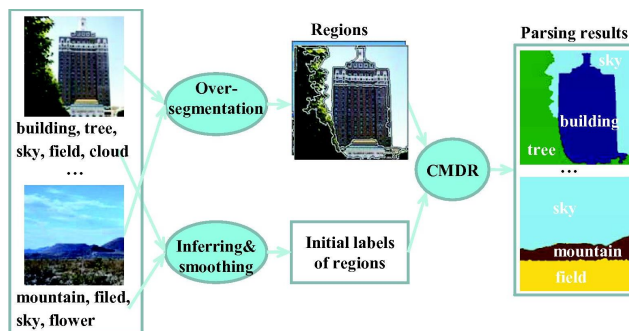 Regions
Parsing results
Over-
segmentation
building, tree,
sky, field, cloud
...
mountain, filed,
sky, flower
Inferring&
smoothing
Initial labels
of regions
CMDR
sky
building
tree
...
sky
mountain
field